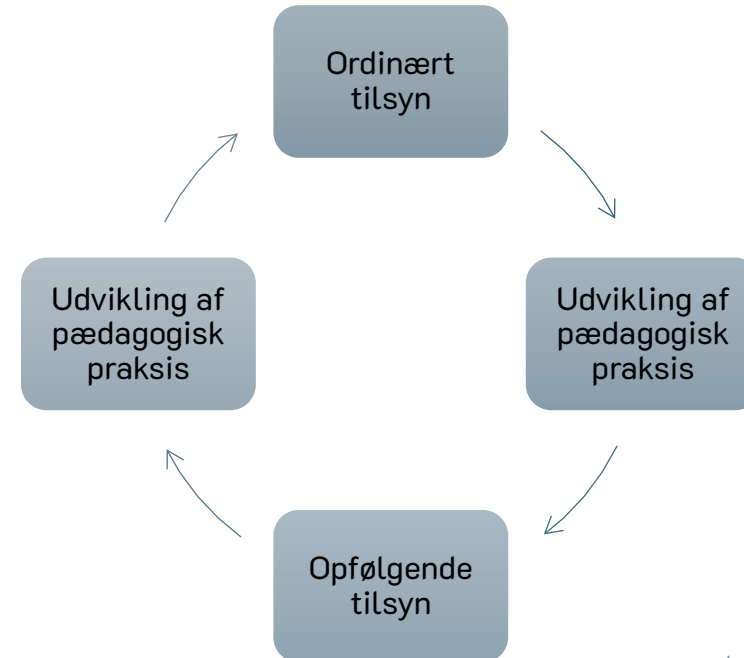 Ordinært
tilsyn
Udvikling af
pædagogisk
praksis
Udvikling af
pædagogisk
praksis
Opfølgende
tilsyn